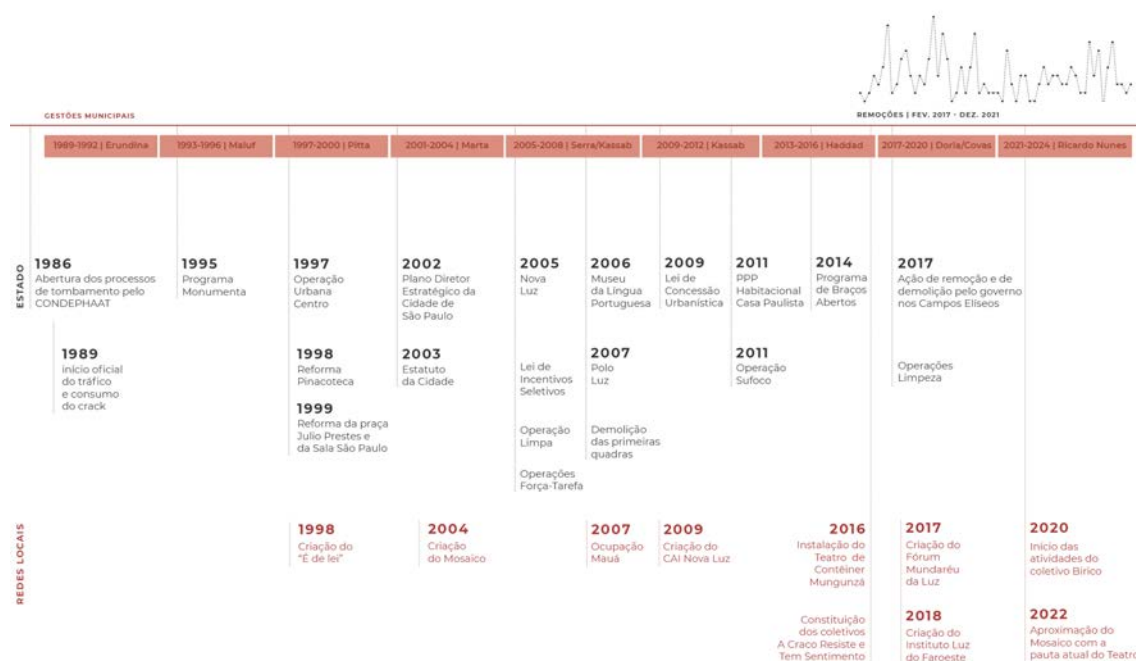 GESTÕES MUNICIPAIS
REMOÇÕES | FEV. 2017 - DEZ. 2021
1989-1992 | Erundina
1993-1996 | Maluf
1997-2000 | Pitta
2001-2004 | Marta
2005-2008 | Serra/Kassab
2009-2012 | Kassab
2013-2016 | Haddad
2017-2020 | Doria/Covas
2021-2024 | Ricardo Nunes
ESTADO
1986
Abertura dos processos
de tombamento pelo
CONDEPHAAT
1989
início oficial
do tráfico
e consumo
do crack
1995
Programa
Monumenta
1997
Operação
Urbana
Centro
1998
Reforma
Pinacoteca
1999
Reforma da praça
Julio Prestes e
da Sala São Paulo
2002
Plano Diretor
Estratégico da
Cidade de
São Paulo
2003
Estatuto
da Cidade
2005
Nova
Luz
Lei de
Incentivos
Seletivos
Operação
Limpa
Operações
Força-Tarefa
2006
Museu
da Língua
Portuguesa
2007
Polo
Luz
Demolição
das primeiras
quadras
2009
Lei de
Concessão
Urbanística
2011
PPP
Habitacional
Casa Paulista
2011
Operação
Sufoco
2014
Programa
de Braços
Abertos
2017
Ação de remoção e de
demolição pelo governo
nos Campos Elíseos
Operações
Limpeza
REDES LOCAIS
1998
Criação do
"É de lei"
2004
Criação
do Mosaico
2007
Ocupação
Mauá
2009
Criação do
CAI Nova Luz
2016
Instalação do
Teatro de
Contêiner
Mungunzá
Constituição
dos coletivos
A Craco Resiste e
Tem Sentimento
2017
Criação do
Fórum
Mundaréu
da Luz
2018
Criação do
Instituto Luz
do Faroeste
2020
Início das
atividades do
coletivo Birico
2022
Aproximação do
Mosaico com a
pauta atual do Teatro